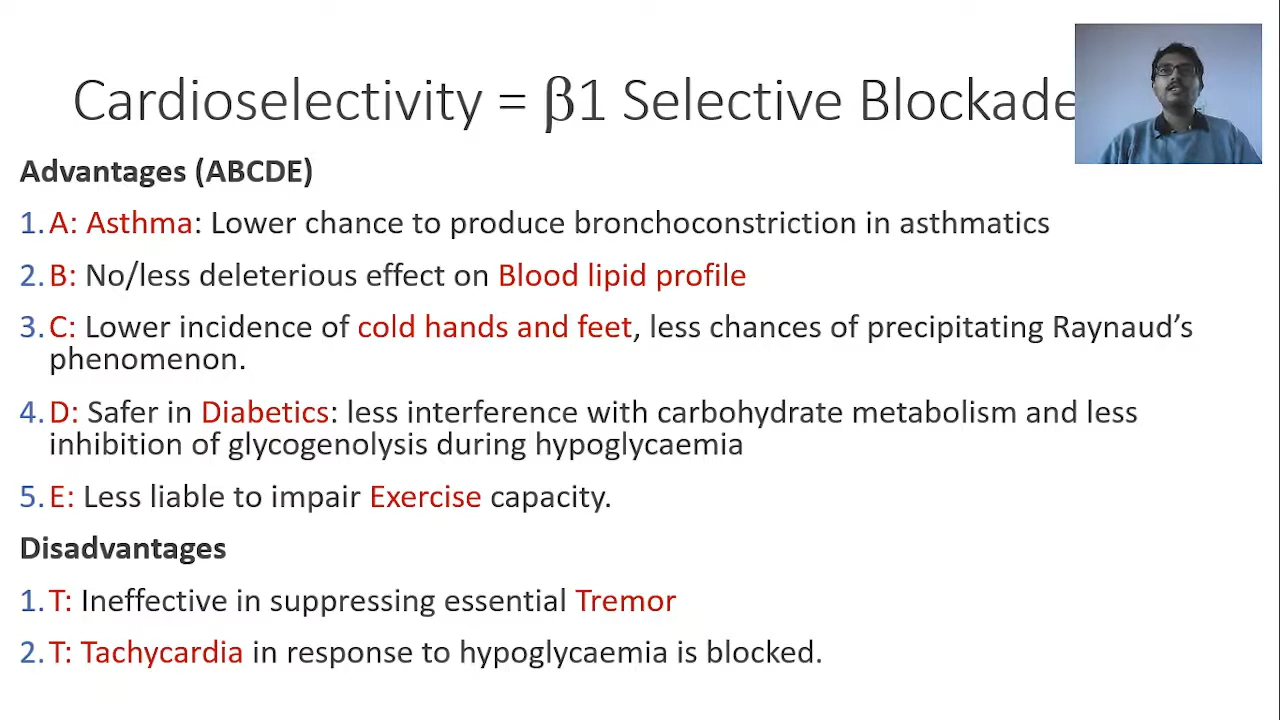 Cardioselectivity = β1 Selective Blockade
Advantages (ABCDE)
1. A: Asthma: Lower chance to produce bronchoconstriction in asthmatics
2. B: No/less deleterious effect on Blood lipid profile
3. C: Lower incidence of cold hands and feet, less chances of precipitating Raynaud’s
phenomenon.
4. D: Safer in Diabetics: less interference with carbohydrate metabolism and less
inhibition of glycogenolysis during hypoglycaemia
5. E: Less liable to impair Exercise capacity.
Disadvantages
1. T: Ineffective in suppressing essential Tremor
2. T: Tachycardia in response to hypoglycaemia is blocked.